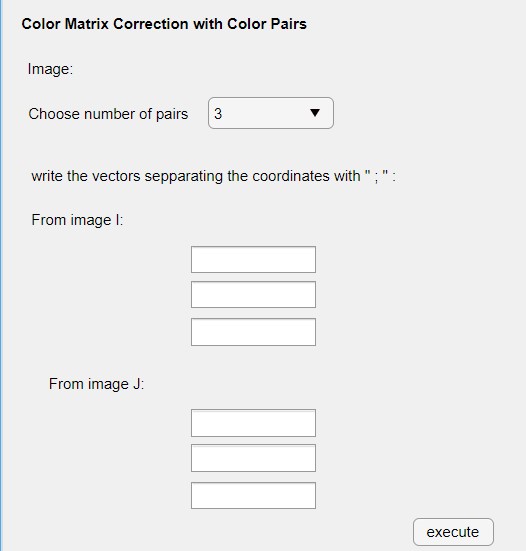 Color Matrix Correction with Color Pairs
Image:
Choose number of pairs 3
write the vectors sepparating the coordinates with " ; " :
From image I:
From image J:
execute